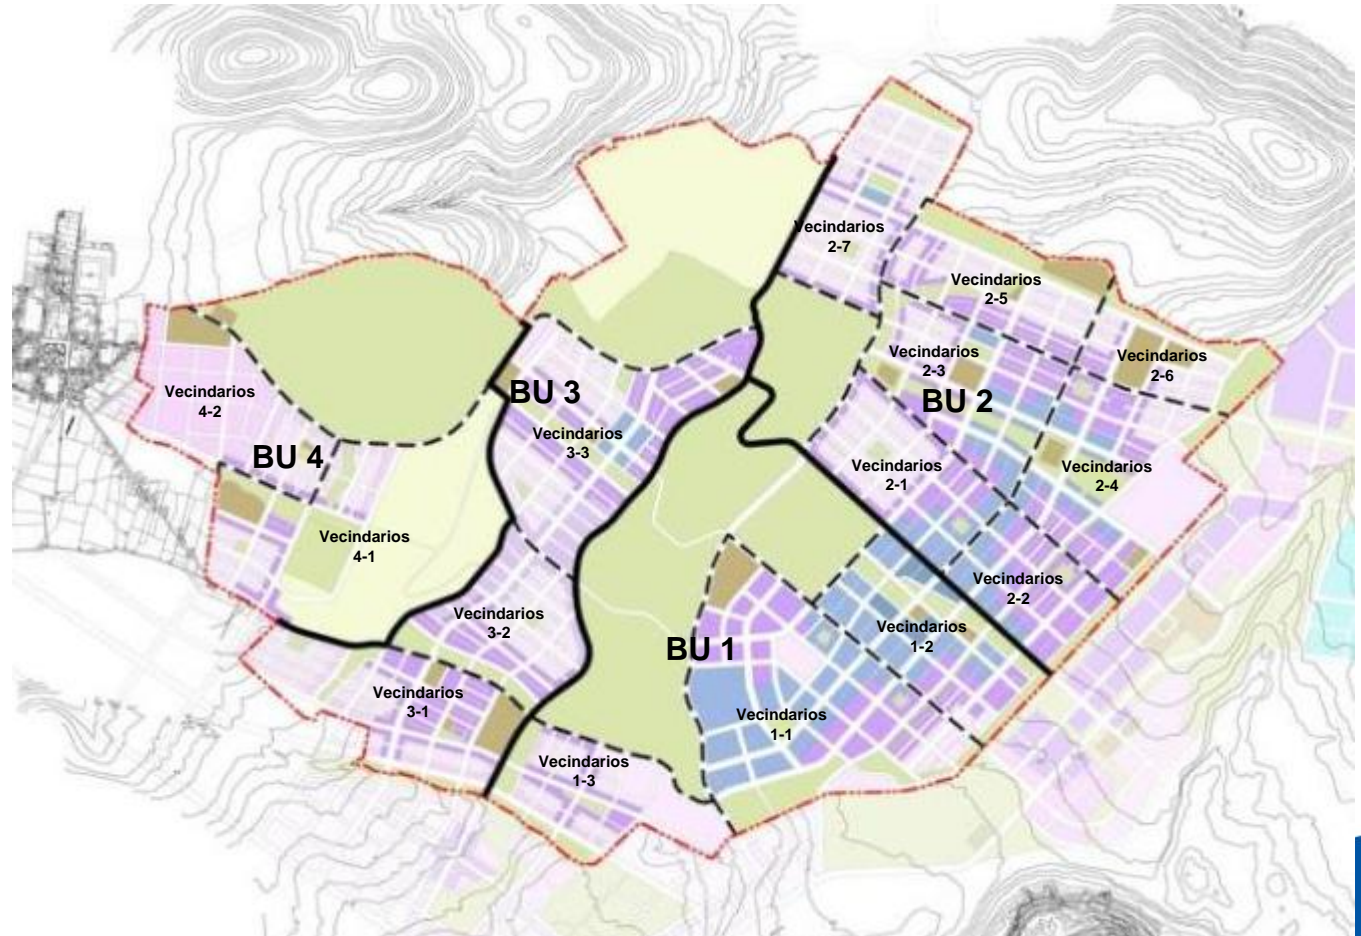 Vecindarios
2-7
Vecindarios
2-5
Vecindarios
2-3
Vecindarios
2-6
BU 2
BU 3
Vecindarios
4-2
Vecindarios
3-3
BU 4
Vecindarios
2-1
Vecindarios
2-4
Vecindarios
4-1
Vecindarios
2-2
Vecindarios
3-2
Vecindarios
1-2
BU 1
Vecindarios
3-1
Vecindarios
1-1
Vecindarios
1-3